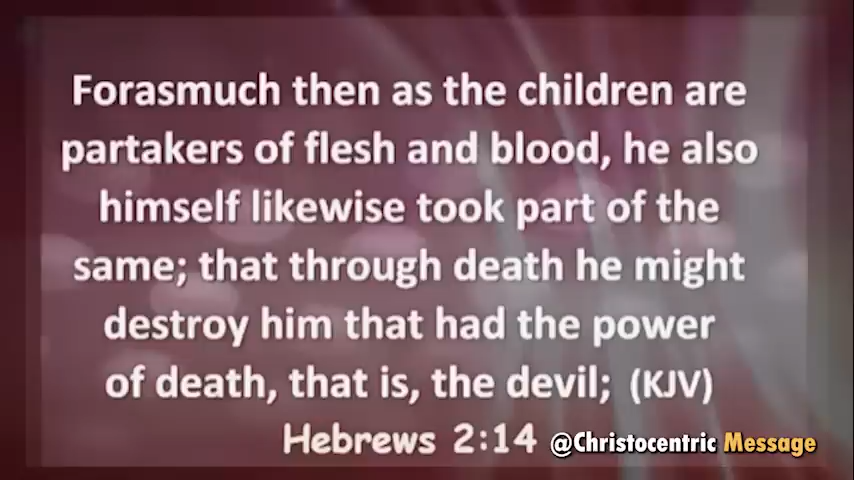 Forasmuch then as the children are
partakers of flesh and blood, he also
himself likewise took part of the
same; that through death he might
destroy him that had the power
of death, that is, the devil; (KJV)
Hebrews 2:14 @Christocentric Message